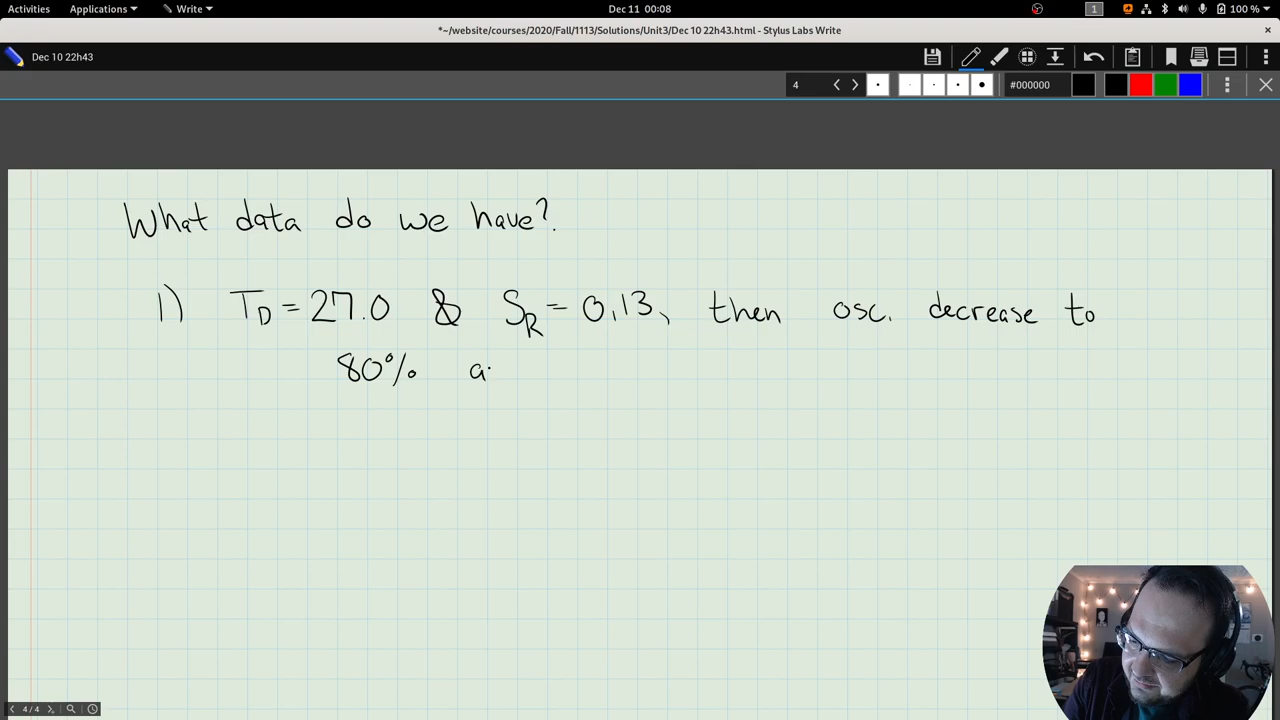 Activities Applications Write Dec 11 00:08 1 100 %
*~/website/courses/2020/Fall/1113/Solutions/Unit3/Dec 10 22h43.html - Stylus Labs Write
Dec 10 22h43
4 #000000
What data do we have?
1) T_D = 27.0 & S_R = 0.13, then osc. decrease to
80% a
4/4